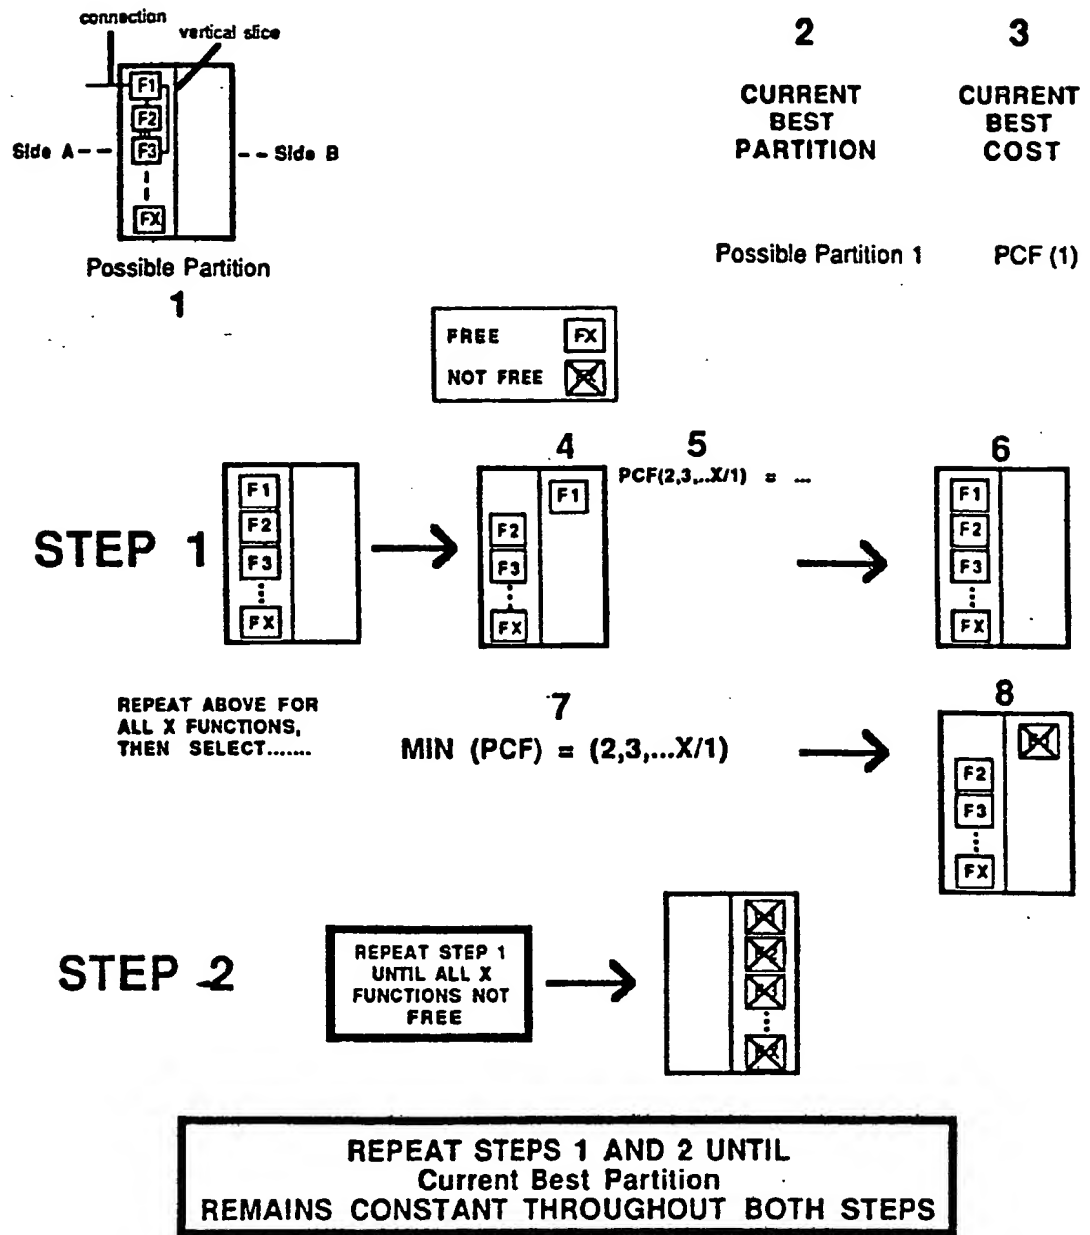 connection
vertical slice
F1
F2
Side A
F3
Side B
FX
Possible Partition
1
2
3
CURRENT
BEST
PARTITION
CURRENT
BEST
COST
Possible Partition 1
PCF (1)
FREE
FX
NOT FREE
STEP 1
F1
F2
F3
FX
4
F1
F2
F3
FX
5
PCF(2,3,..X/1) = ...
6
F1
F2
F3
FX
REPEAT ABOVE FOR
ALL X FUNCTIONS,
THEN SELECT.......
7
MIN (PCF) = (2,3,...X/1)
8
F2
F3
FX
STEP 2
REPEAT STEP 1
UNTIL ALL X
FUNCTIONS NOT
FREE
REPEAT STEPS 1 AND 2 UNTIL
Current Best Partition
REMAINS CONSTANT THROUGHOUT BOTH STEPS